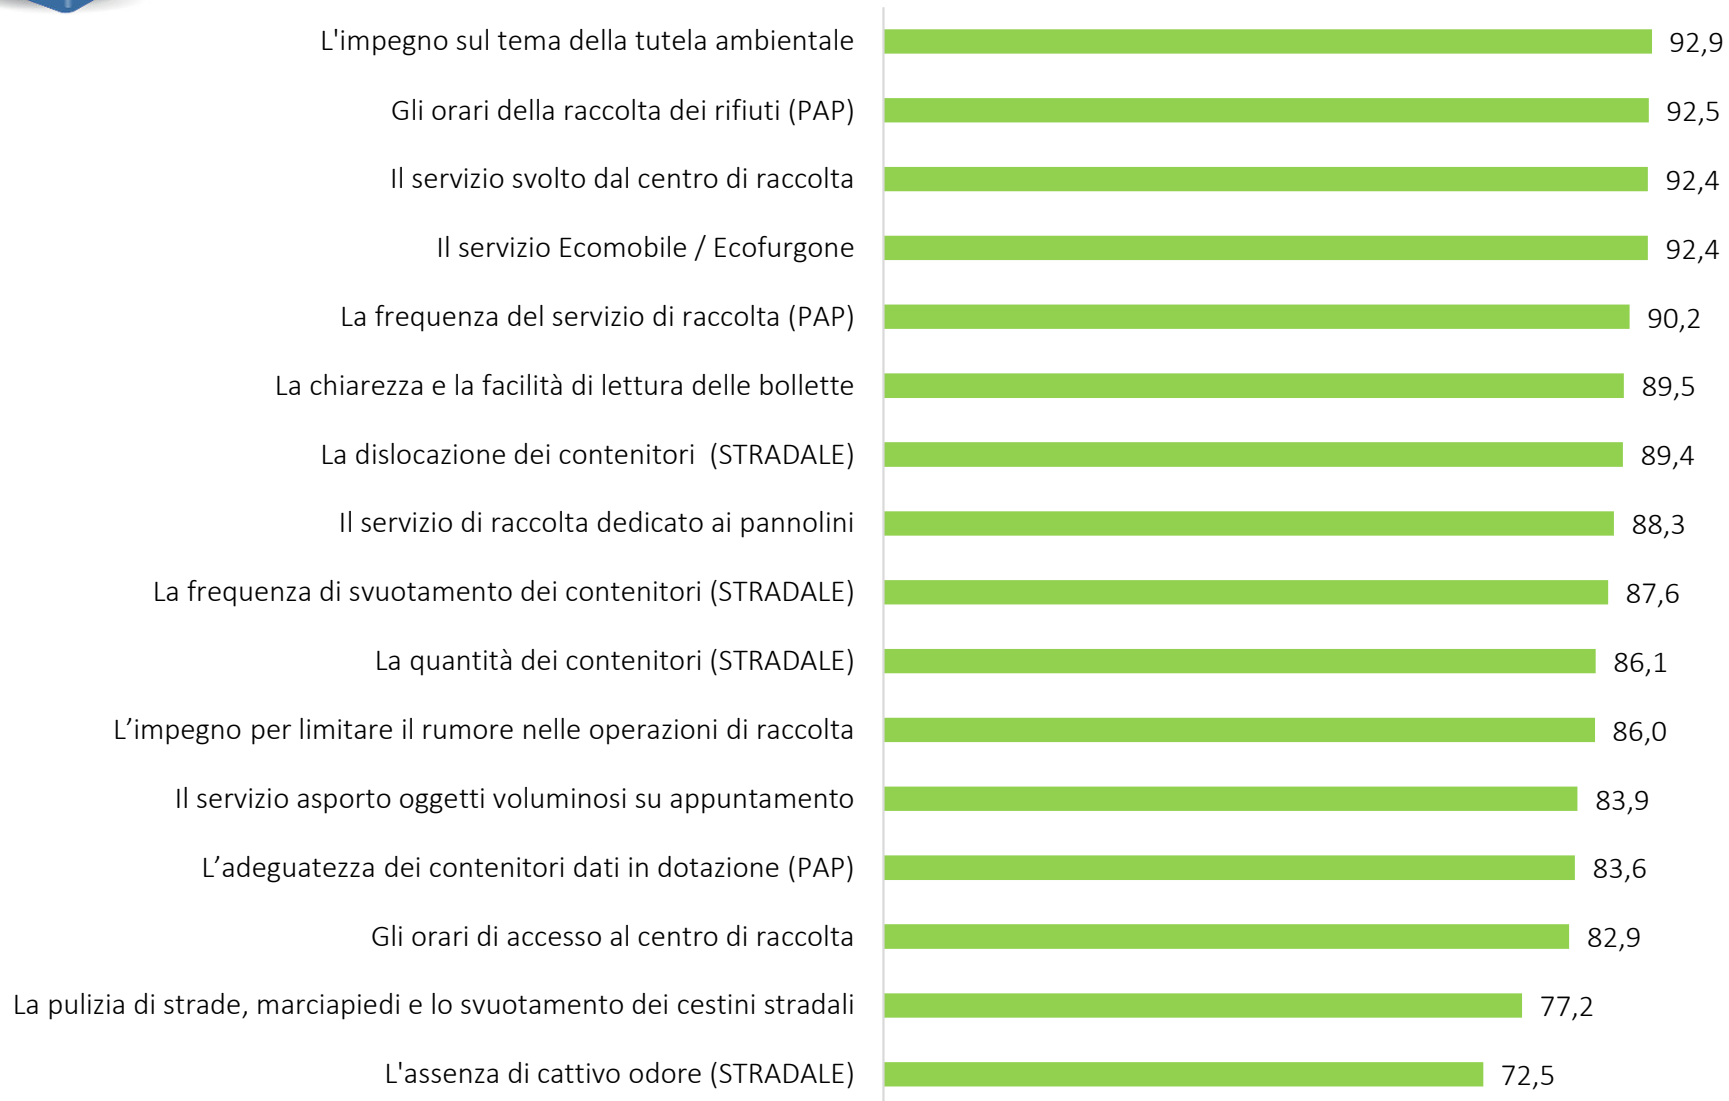 L'impegno sul tema della tutela ambientale 92,9
Gli orari della raccolta dei rifiuti (PAP) 92,5
Il servizio svolto dal centro di raccolta 92,4
Il servizio Ecomobile / Ecofurgone 92,4
La frequenza del servizio di raccolta (PAP) 90,2
La chiarezza e la facilità di lettura delle bollette 89,5
La dislocazione dei contenitori  (STRADALE) 89,4
Il servizio di raccolta dedicato ai pannolini 88,3
La frequenza di svuotamento dei contenitori (STRADALE) 87,6
La quantità dei contenitori (STRADALE) 86,1
L’impegno per limitare il rumore nelle operazioni di raccolta 86,0
Il servizio asporto oggetti voluminosi su appuntamento 83,9
L’adeguatezza dei contenitori dati in dotazione (PAP) 83,6
Gli orari di accesso al centro di raccolta 82,9
La pulizia di strade, marciapiedi e lo svuotamento dei cestini stradali 77,2
L'assenza di cattivo odore (STRADALE) 72,5